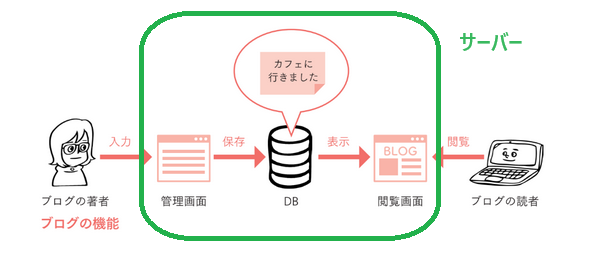 サーバー
カフェに
行きました
入力
保存
表示
閲覧
BLOG
ブログの著者
管理画面
DB
閲覧画面
ブログの読者
ブログの機能